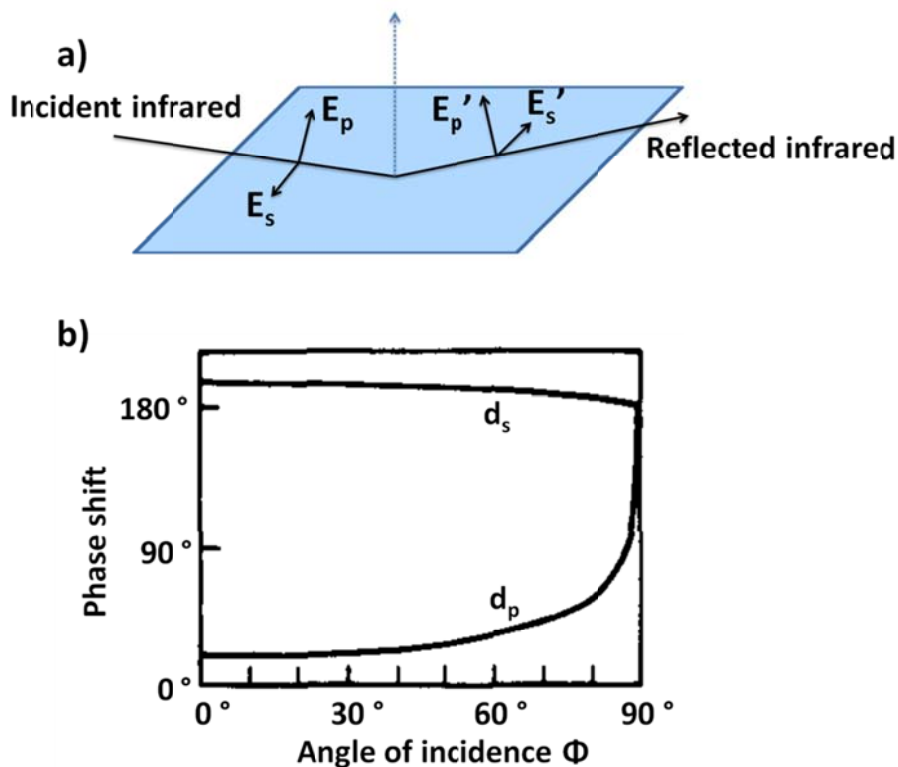 a)
Incident infrared
Eₚ
Eₚ’
Eₛ’
Reflected infrared
Eₛ
b)
180 °
dₛ
Phase shift
90 °
dₚ
0 °
0 °
30 °
60 °
90 °
Angle of incidence Φ